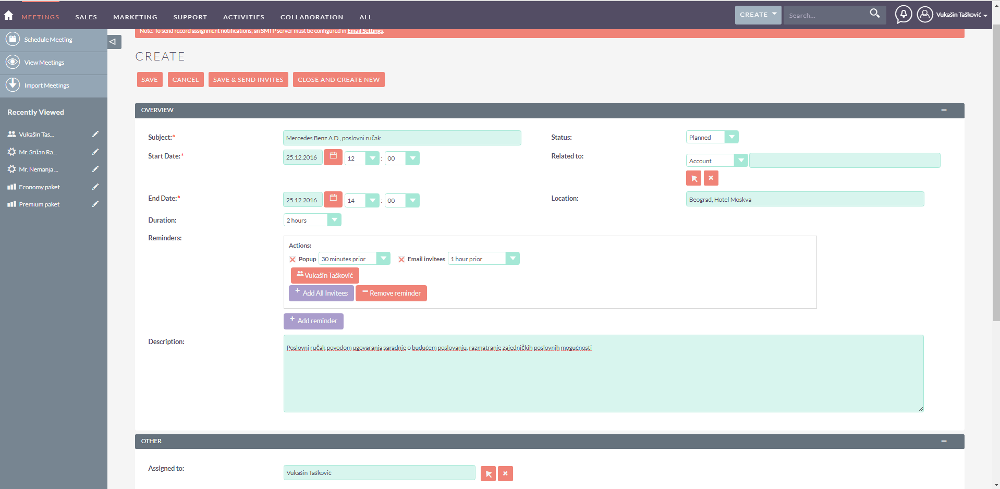 MEETINGS SALES MARKETING SUPPORT ACTIVITIES COLLABORATION ALL CREATE Search... Vukašin Tašković
Note: To send record assignment notifications, an SMTP server must be configured in Email Settings.
Schedule Meeting
View Meetings
Import Meetings
Recently Viewed
Vukašin Tas...
Mr. Srđan Ra...
Mr. Nemanja ...
Economy paket
Premium paket
CREATE
SAVE CANCEL SAVE & SEND INVITES CLOSE AND CREATE NEW
OVERVIEW
Subject:* Mercedes Benz A.D., poslovni ručak Status: Planned
Start Date:* 25.12.2016 12 : 00 Related to: Account
End Date:* 25.12.2016 14 : 00 Location: Beograd, Hotel Moskva
Duration: 2 hours
Reminders:
Actions:
Popup 30 minutes prior Email invitees 1 hour prior
Vukašin Tašković
+ Add All Invitees − Remove reminder
+ Add reminder
Description:
Poslovni ručak povodom ugovaranja saradnje o budućem poslovanju, razmatranje zajedničkih poslovnih mogućnosti
OTHER
Assigned to: Vukašin Tašković